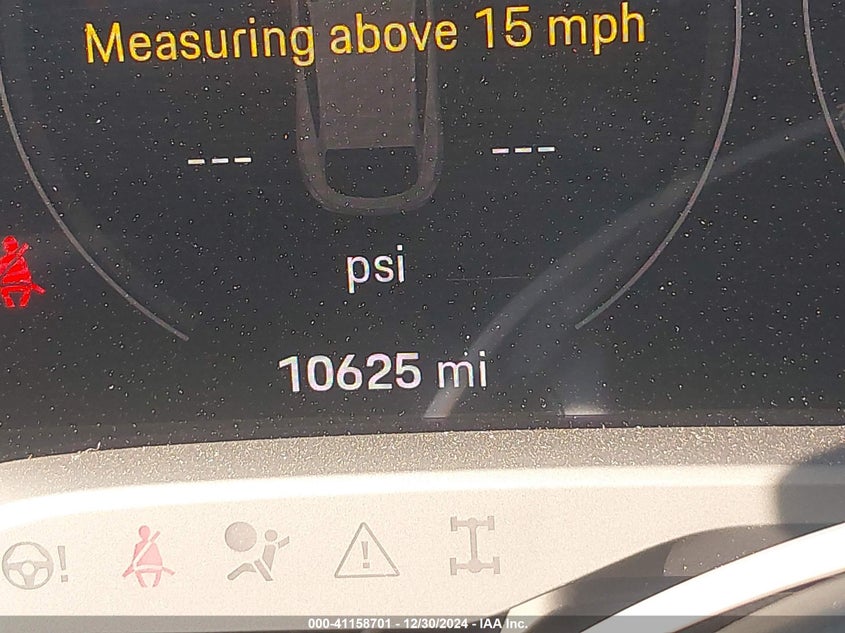 Measuring above 15 mph
--- ---
psi
10625 mi
000-41158701 - 12/30/2024 - IAA Inc.